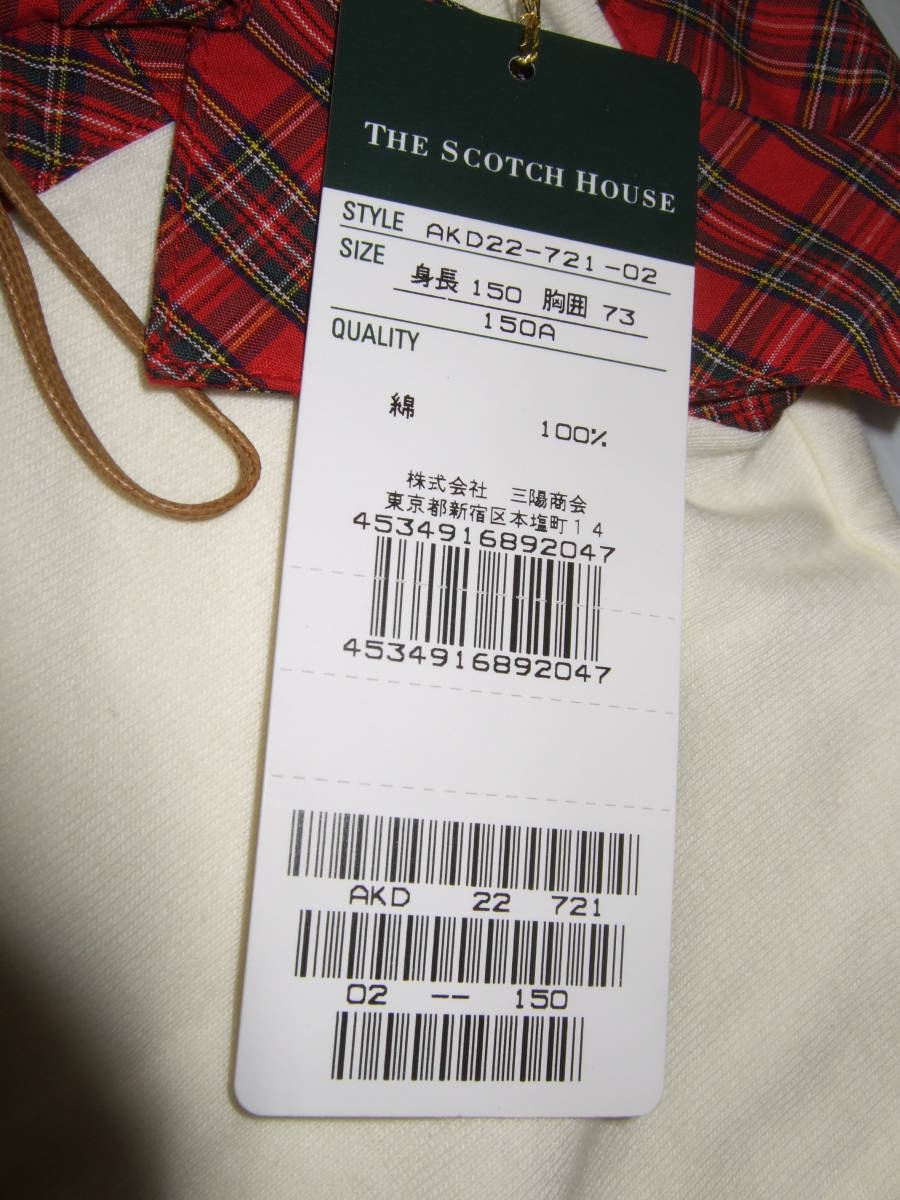 THE SCOTCH HOUSE
STYLE AKD22-721-02
SIZE 身長 150 胸囲 73
150A
QUALITY
綿 100%
株式会社 三陽商会
東京都新宿区本塩町14
4534916892047
4534916892047
AKD 22 721
02 -- 150